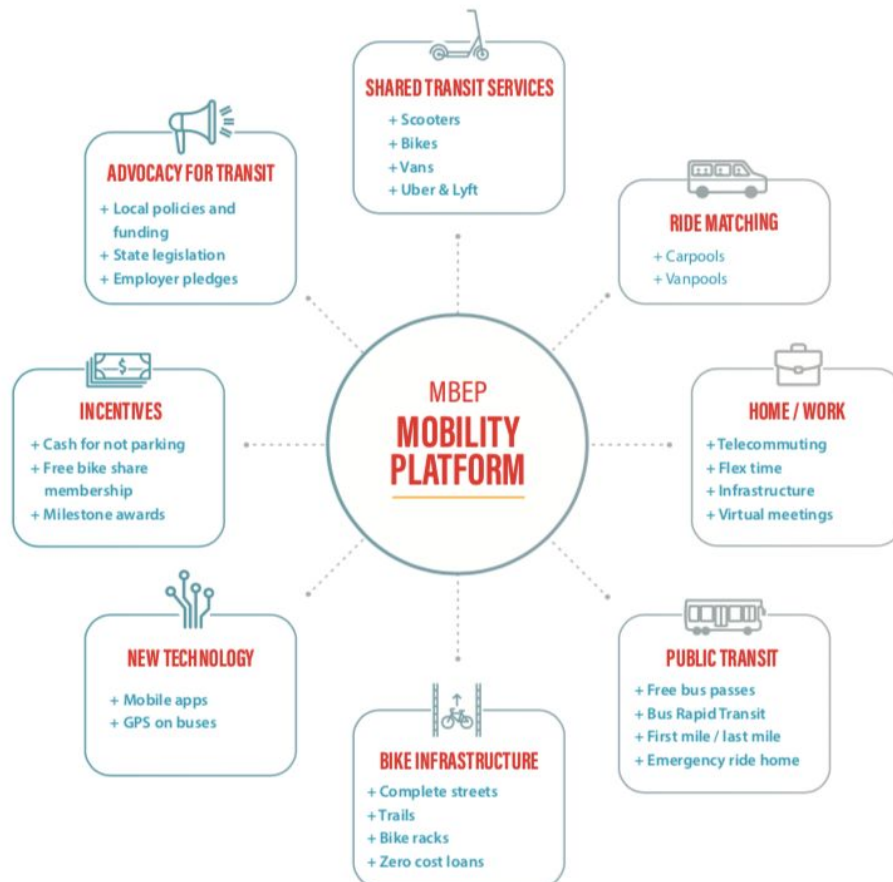 SHARED TRANSIT SERVICES
+ Scooters
+ Bikes
+ Vans
+ Uber & Lyft
ADVOCACY FOR TRANSIT
+ Local policies and
funding
+ State legislation
+ Employer pledges
RIDE MATCHING
+ Carpools
+ Vanpools
MBEP
MOBILITY
PLATFORM
INCENTIVES
$
+ Cash for not parking
+ Free bike share
membership
+ Milestone awards
HOME / WORK
+ Telecommuting
+ Flex time
+ Infrastructure
+ Virtual meetings
NEW TECHNOLOGY
+ Mobile apps
+ GPS on buses
PUBLIC TRANSIT
+ Free bus passes
+ Bus Rapid Transit
+ First mile / last mile
+ Emergency ride home
BIKE INFRASTRUCTURE
+ Complete streets
+ Trails
+ Bike racks
+ Zero cost loans